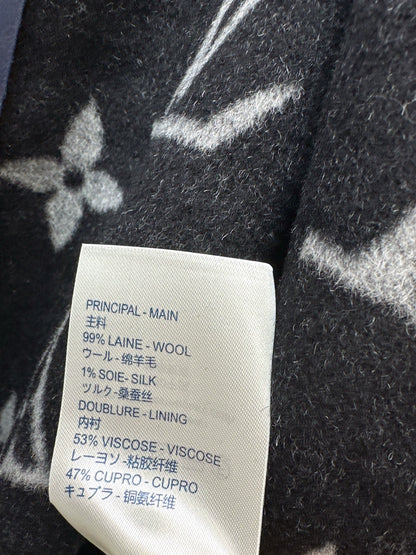 PRINCIPAL - MAIN
主料
99% LAINE - WOOL
ウール - 绵羊毛
1% SOIE- SILK
ツルク - 桑蚕丝
DOUBLURE - LINING
内衬
53% VISCOSE - VISCOSE
レーヨソ - 粘胶纤维
47% CUPRO - CUPRO
キュプラ - 铜氨纤维